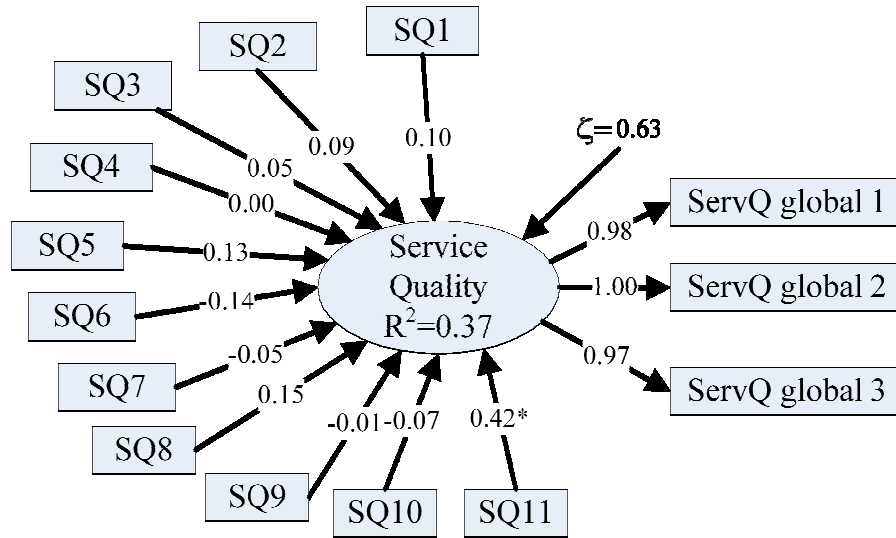 SQ1
SQ2
SQ3
SQ4
SQ5
SQ6
SQ7
SQ8
SQ9
SQ10
SQ11
0.10
0.09
0.05
0.00
0.13
-0.14
-0.05
0.15
-0.01
-0.07
0.42*
ζ=0.63
Service
Quality
R²=0.37
0.98
1.00
0.97
ServQ global 1
ServQ global 2
ServQ global 3